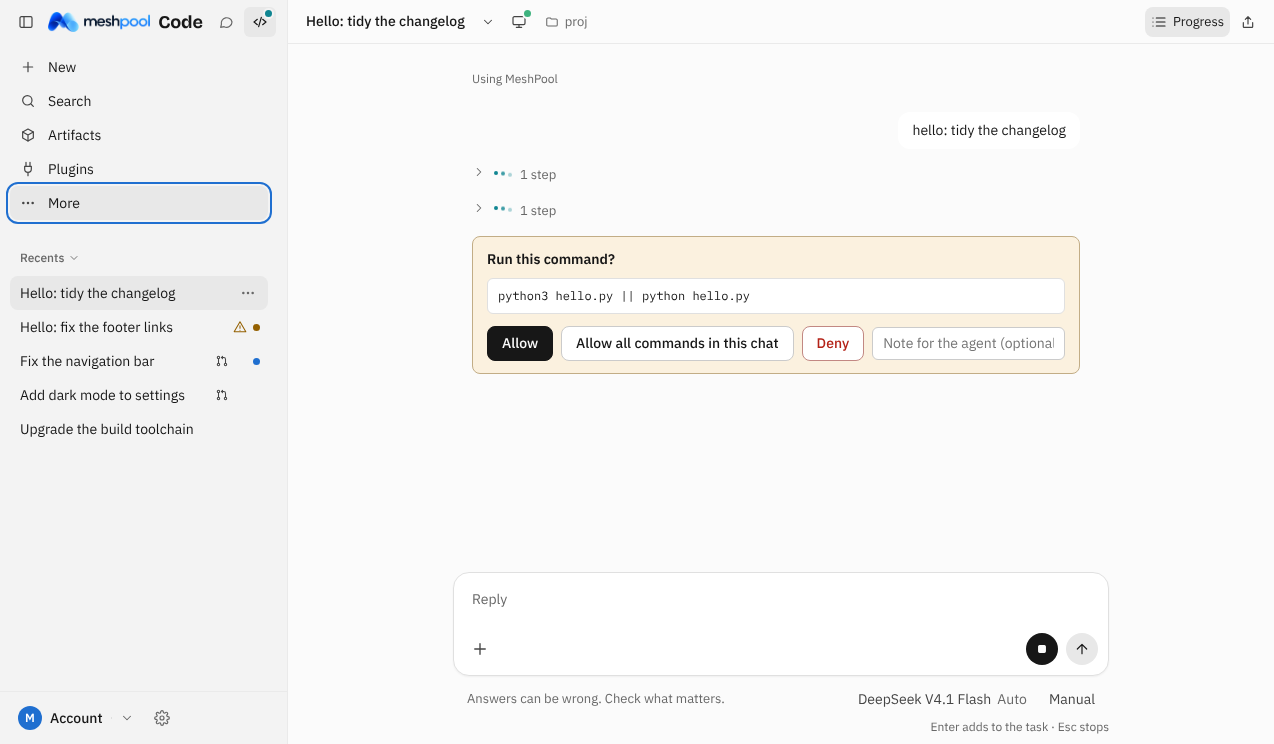 meshpool Code
New
Search
Artifacts
Plugins
More
Recents
Hello: tidy the changelog
Hello: fix the footer links
Fix the navigation bar
Add dark mode to settings
Upgrade the build toolchain
M Account
Hello: tidy the changelog proj Progress
Using MeshPool
hello: tidy the changelog
1 step
1 step
Run this command?
python3 hello.py || python hello.py
Allow Allow all commands in this chat Deny Note for the agent (optional
Reply
Answers can be wrong. Check what matters. DeepSeek V4.1 Flash Auto Manual
Enter adds to the task · Esc stops